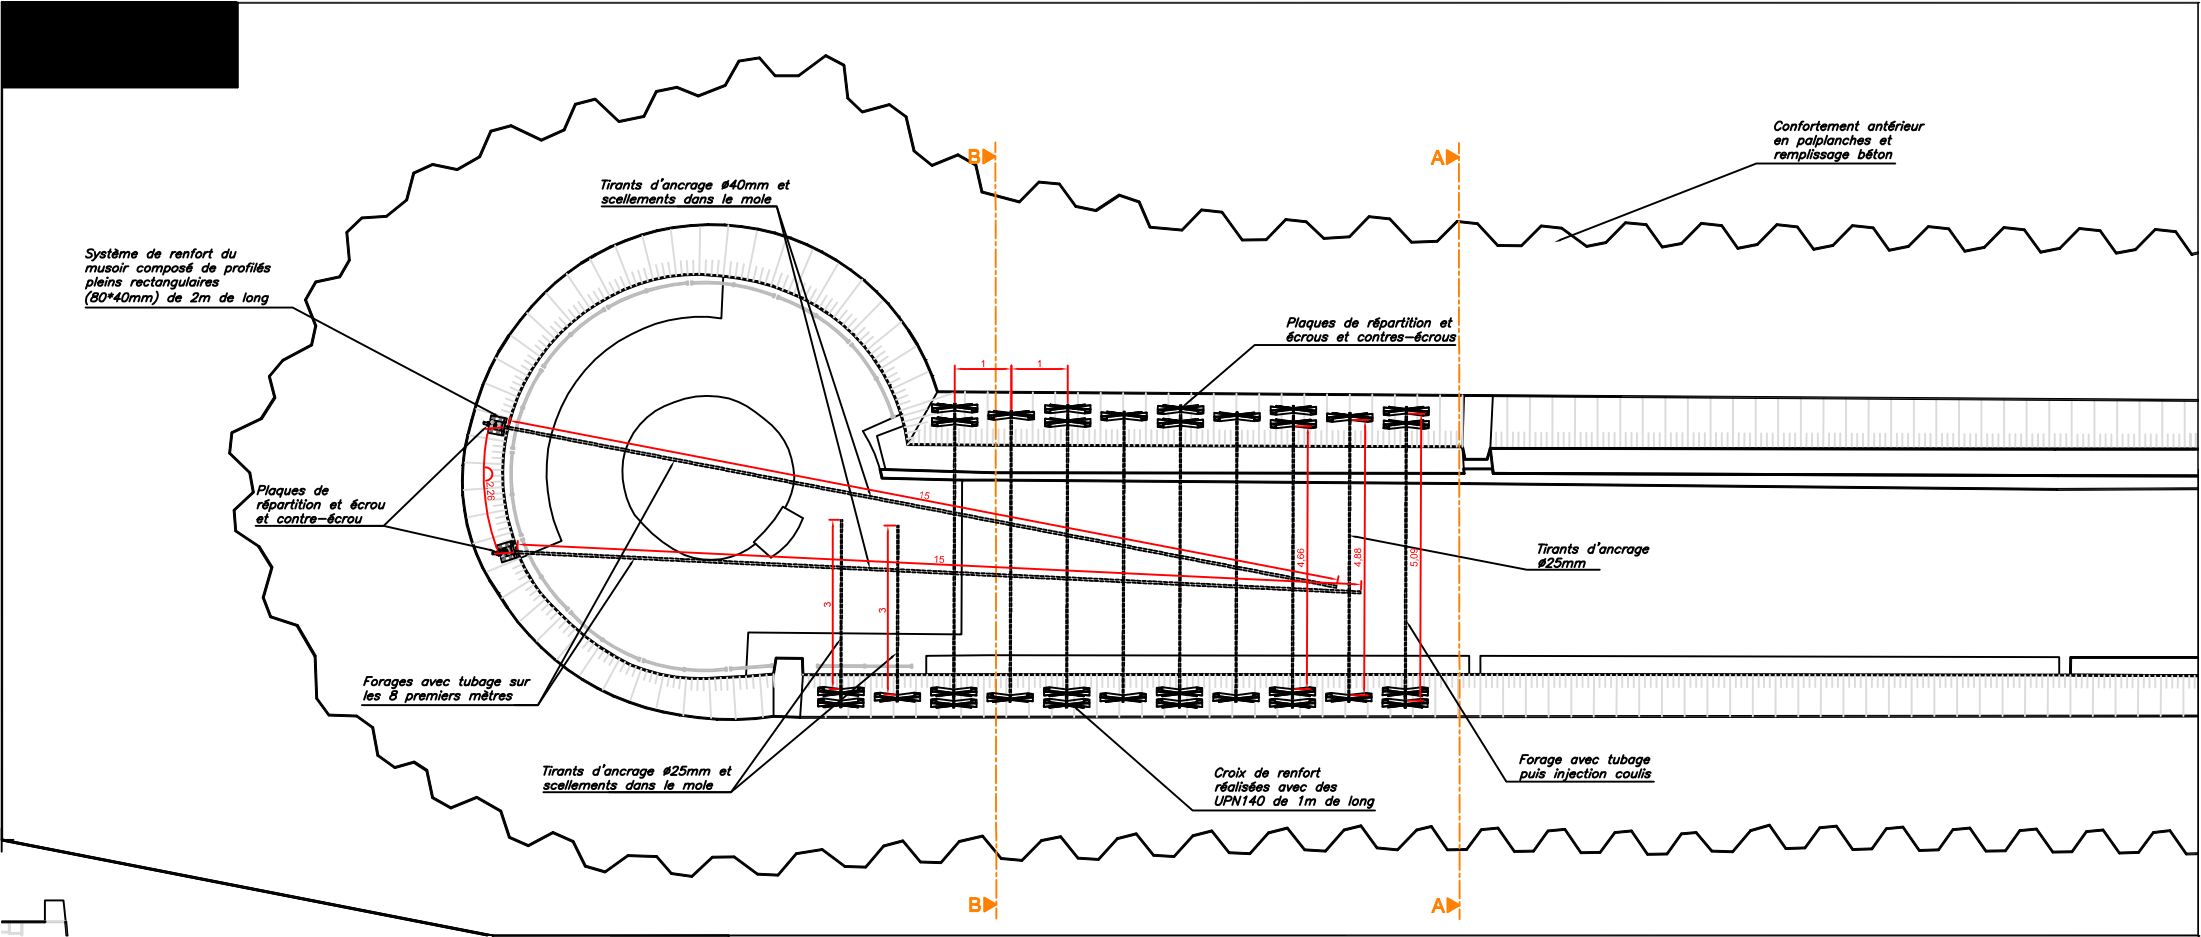 Confortement antérieur
en palplanches et
remplissage béton
B
A
Tirants d'ancrage ø40mm et
scellements dans le mole
Système de renfort du
musoir composé de profilés
pleins rectangulaires
(80*40mm) de 2m de long
Plaques de répartition et
écrous et contres-écrous
1
1
Plaques de
répartition et écrou
et contre-écrou
2,26
15
15
4,66
4,88
5,09
Tirants d'ancrage
ø25mm
3
3
Forages avec tubage sur
les 8 premiers mètres
Tirants d'ancrage ø25mm et
scellements dans le mole
Croix de renfort
réalisées avec des
UPN140 de 1m de long
Forage avec tubage
puis injection coulis
B
A